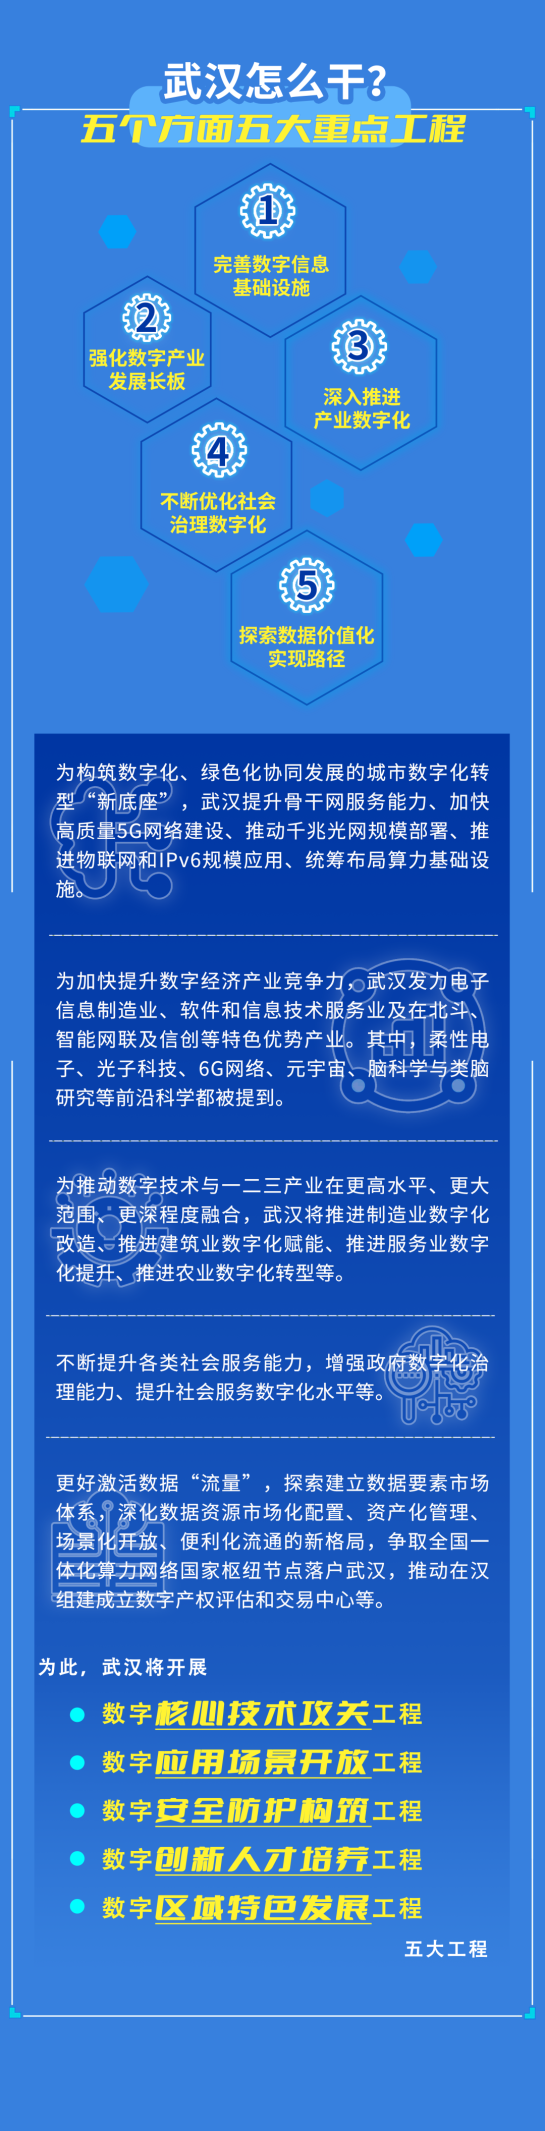 武汉怎么干？
五个方面五大重点工程
1
完善数字信息
基础设施
2
强化数字产业
发展长板
3
深入推进
产业数字化
4
不断优化社会
治理数字化
5
探索数据价值化
实现路径
为构筑数字化、绿色化协同发展的城市数字化转
型“新底座”，武汉提升骨干网服务能力、加快
高质量5G网络建设、推动千兆光网规模部署、推
进物联网和IPv6规模应用、统筹布局算力基础设
施。
为加快提升数字经济产业竞争力，武汉发力电子
信息制造业、软件和信息技术服务业及在北斗、
智能网联及信创等特色优势产业。其中，柔性电
子、光子科技、6G网络、元宇宙、脑科学与类脑
研究等前沿科学都被提到。
为推动数字技术与一二三产业在更高水平、更大
范围、更深程度融合，武汉将推进制造业数字化
改造、推进建筑业数字化赋能、推进服务业数字
化提升、推进农业数字化转型等。
不断提升各类社会服务能力，增强政府数字化治
理能力、提升社会服务数字化水平等。
更好激活数据“流量”，探索建立数据要素市场
体系，深化数据资源市场化配置、资产化管理、
场景化开放、便利化流通的新格局，争取全国一
体化算力网络国家枢纽节点落户武汉，推动在汉
组建成立数字产权评估和交易中心等。
为此，武汉将开展
数字核心技术攻关工程
数字应用场景开放工程
数字安全防护构筑工程
数字创新人才培养工程
数字区域特色发展工程
五大工程